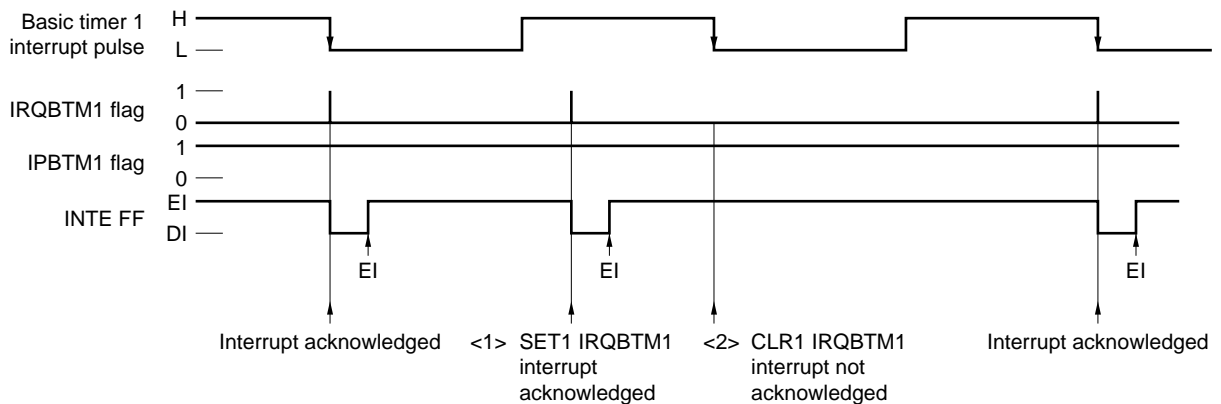 Basic timer 1
interrupt pulse
H
L
IRQBTM1 flag
1
0
IPBTM1 flag
1
0
INTE FF
EI
DI
EI
EI
EI
Interrupt acknowledged
<1> SET1 IRQBTM1
interrupt
acknowledged
<2> CLR1 IRQBTM1
interrupt not
acknowledged
Interrupt acknowledged